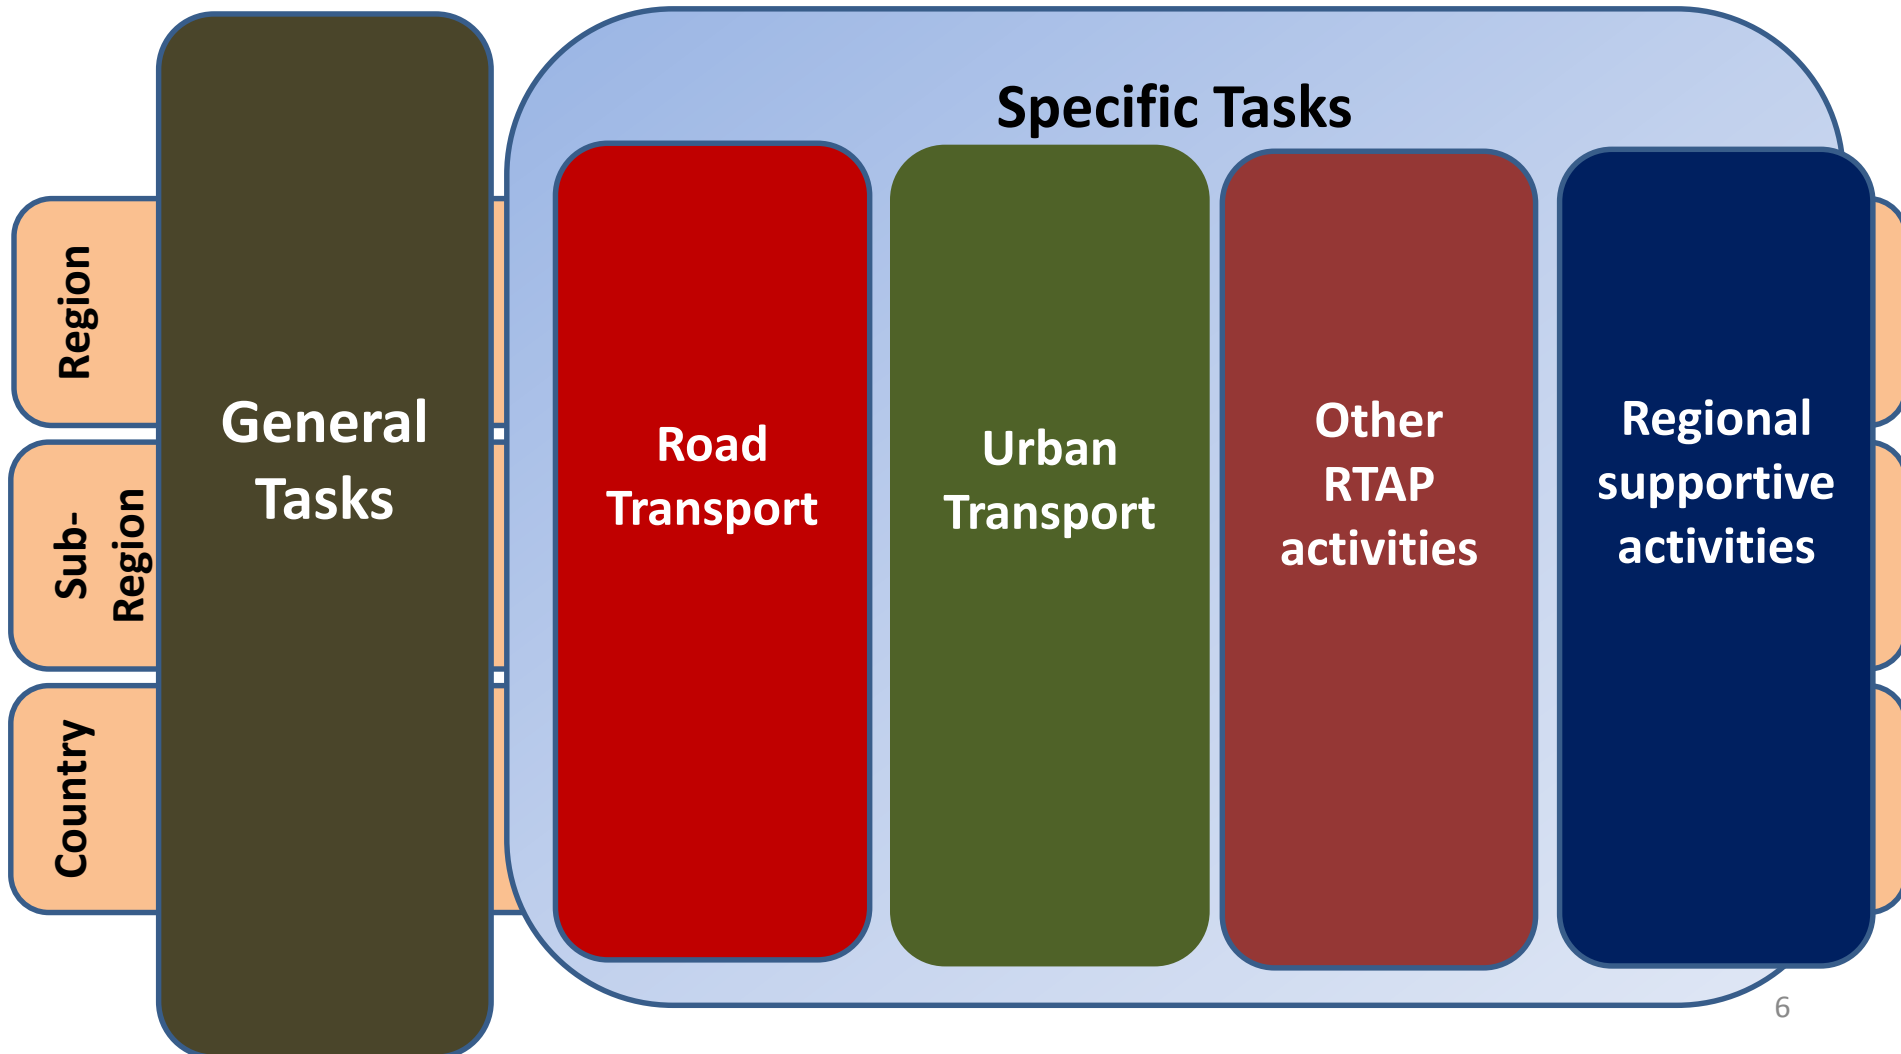 Specific Tasks
Region
Sub-
Region
Country
General
Tasks
Road
Transport
Urban
Transport
Other
RTAP
activities
Regional
supportive
activities
6